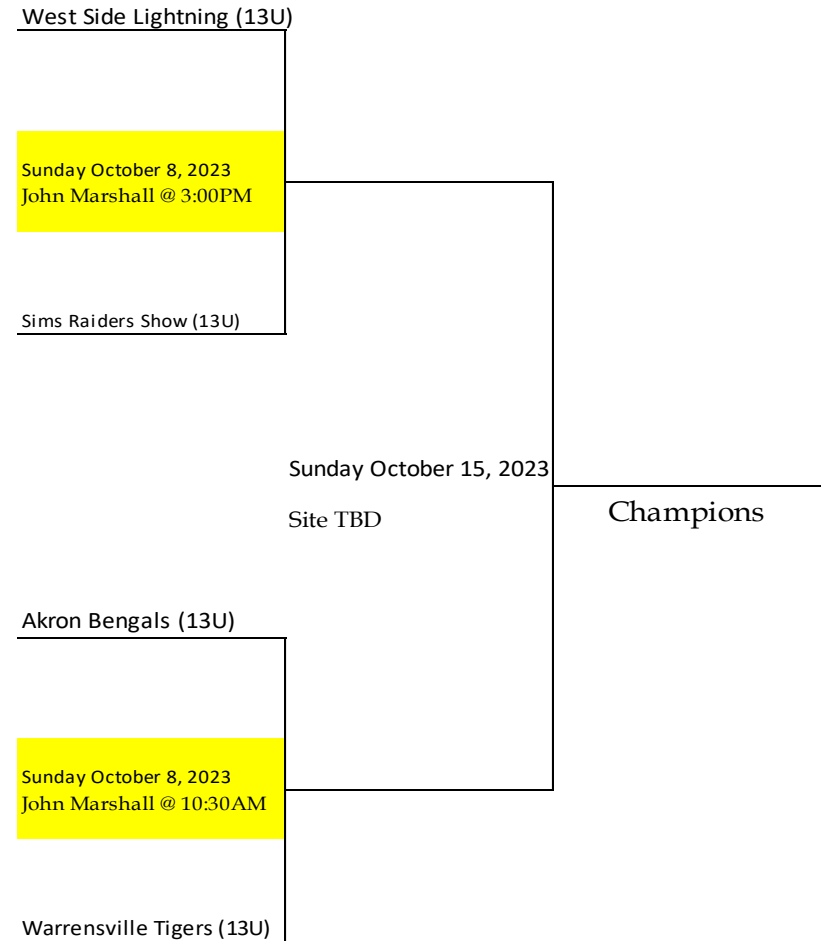 West Side Lightning (13U)
Sunday October 8, 2023
John Marshall @ 3:00PM
Sims Raiders Show (13U)
Sunday October 15, 2023
Site TBD
Champions
Akron Bengals (13U)
Sunday October 8, 2023
John Marshall @ 10:30AM
Warrensville Tigers (13U)